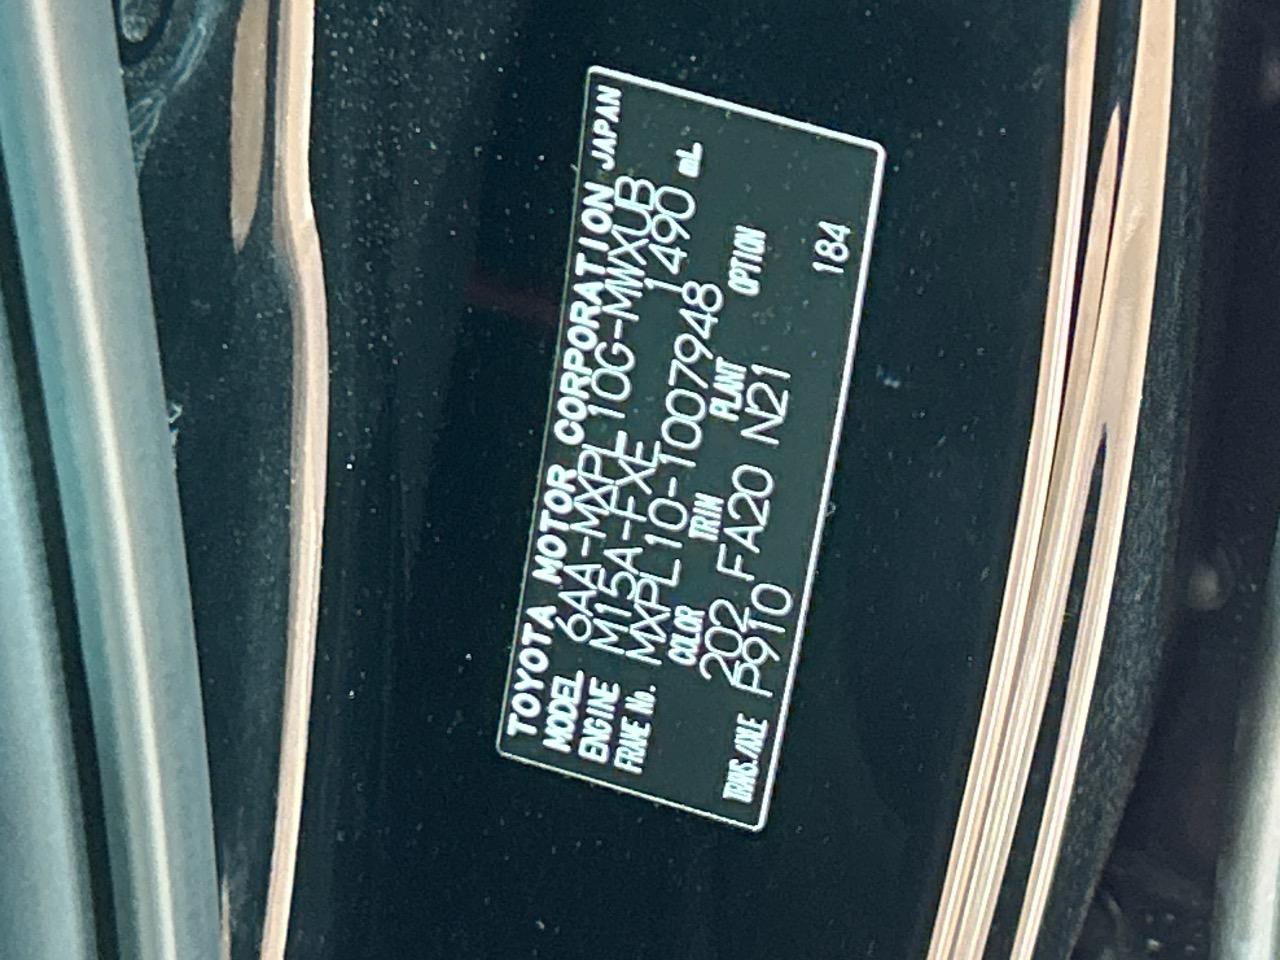 TOYOTA MOTOR CORPORATION JAPAN
MODEL 6AA-MXPL10G-MWXUB
ENGINE M15A-FXE 1490 mL
FRAME No. MXPL10-1007948
COLOR TRIM PLANT OPTION
202 FA20 N21
TRANS./AXLE P910 184